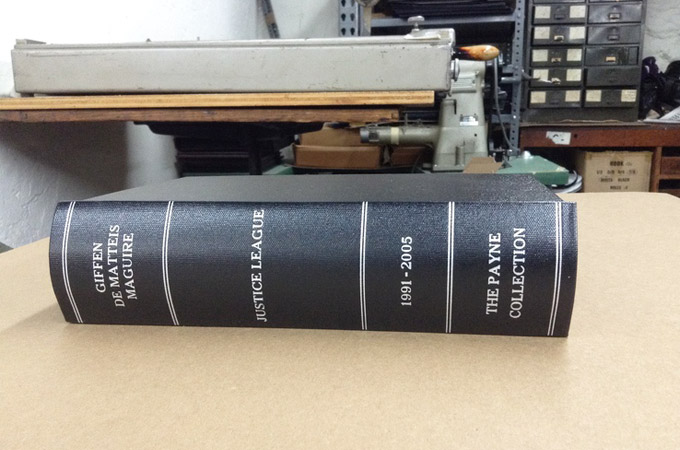 GIFFEN
DE MATTEIS
MAGUIRE
JUSTICE LEAGUE
1991-2005
THE PAYNE
COLLECTION